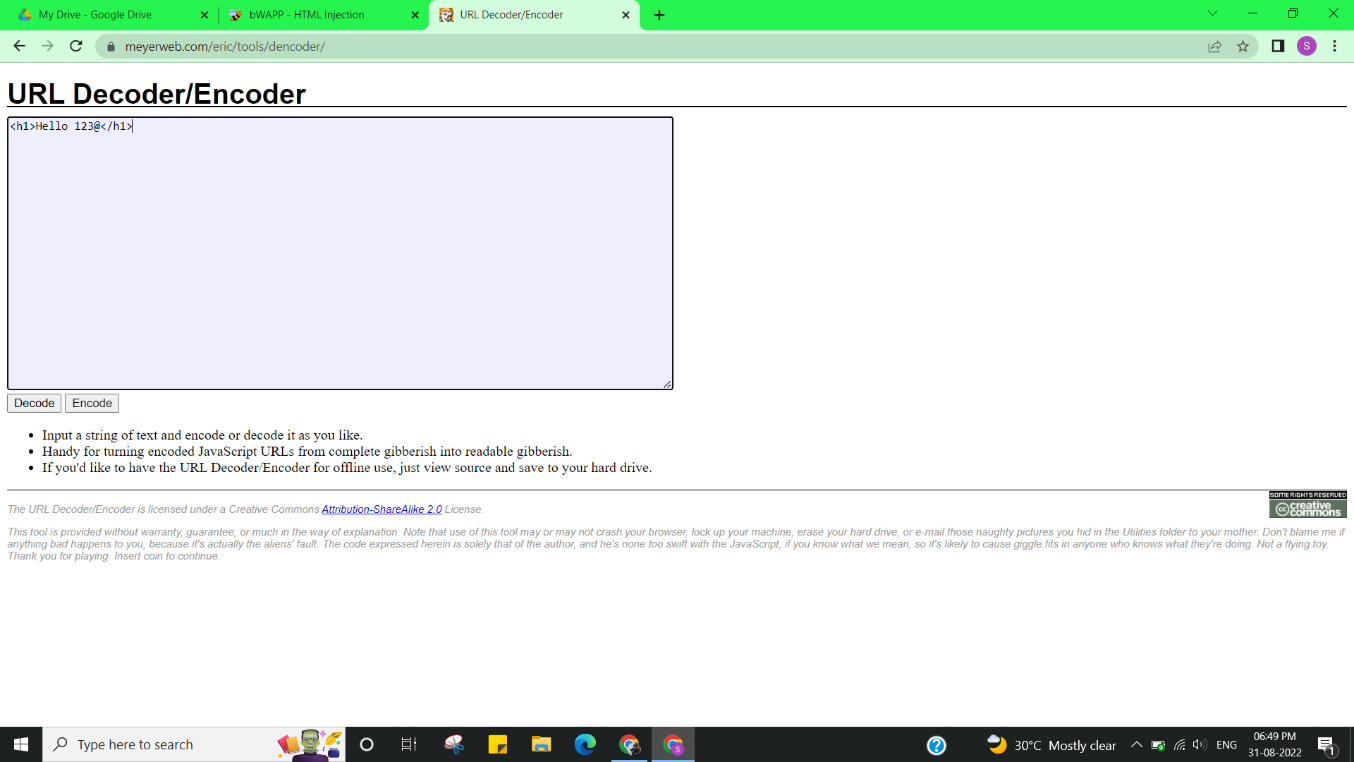 My Drive - Google Drive
bWAPP - HTML Injection
URL Decoder/Encoder
meyerweb.com/eric/tools/dencoder/
S
URL Decoder/Encoder
<h1>Hello 123@</h1>
Decode Encode
• Input a string of text and encode or decode it as you like.
• Handy for turning encoded JavaScript URLs from complete gibberish into readable gibberish.
• If you'd like to have the URL Decoder/Encoder for offline use, just view source and save to your hard drive.
SOME RIGHTS RESERVED
cc creative commons
The URL Decoder/Encoder is licensed under a Creative Commons Attribution-ShareAlike 2.0 License.
This tool is provided without warranty, guarantee, or much in the way of explanation. Note that use of this tool may or may not crash your browser, lock up your machine, erase your hard drive, or e-mail those naughty pictures you hid in the Utilities folder to your mother. Don't blame me if
anything bad happens to you, because it's actually the aliens' fault. The code expressed herein is solely that of the author, and he's none too swift with the JavaScript, if you know what we mean, so it's likely to cause giggle fits in anyone who knows what they're doing. Not a flying toy.
Thank you for playing. Insert coin to continue.
Type here to search
S
?
30°C Mostly clear
ENG
06:49 PM
31-08-2022
1